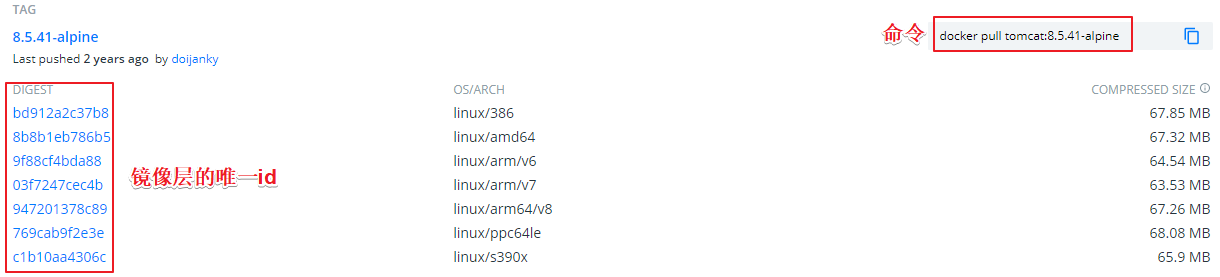 TAG
8.5.41-alpine
命令 docker pull tomcat:8.5.41-alpine
Last pushed 2 years ago by doijanky
DIGEST OS/ARCH COMPRESSED SIZE
bd912a2c37b8 linux/386 67.85 MB
8b8b1eb786b5 linux/amd64 67.32 MB
9f88cf4bda88 linux/arm/v6 64.54 MB
镜像层的唯一id
03f7247cec4b linux/arm/v7 63.53 MB
947201378c89 linux/arm64/v8 67.26 MB
769cab9f2e3e linux/ppc64le 68.08 MB
c1b10aa4306c linux/s390x 65.9 MB